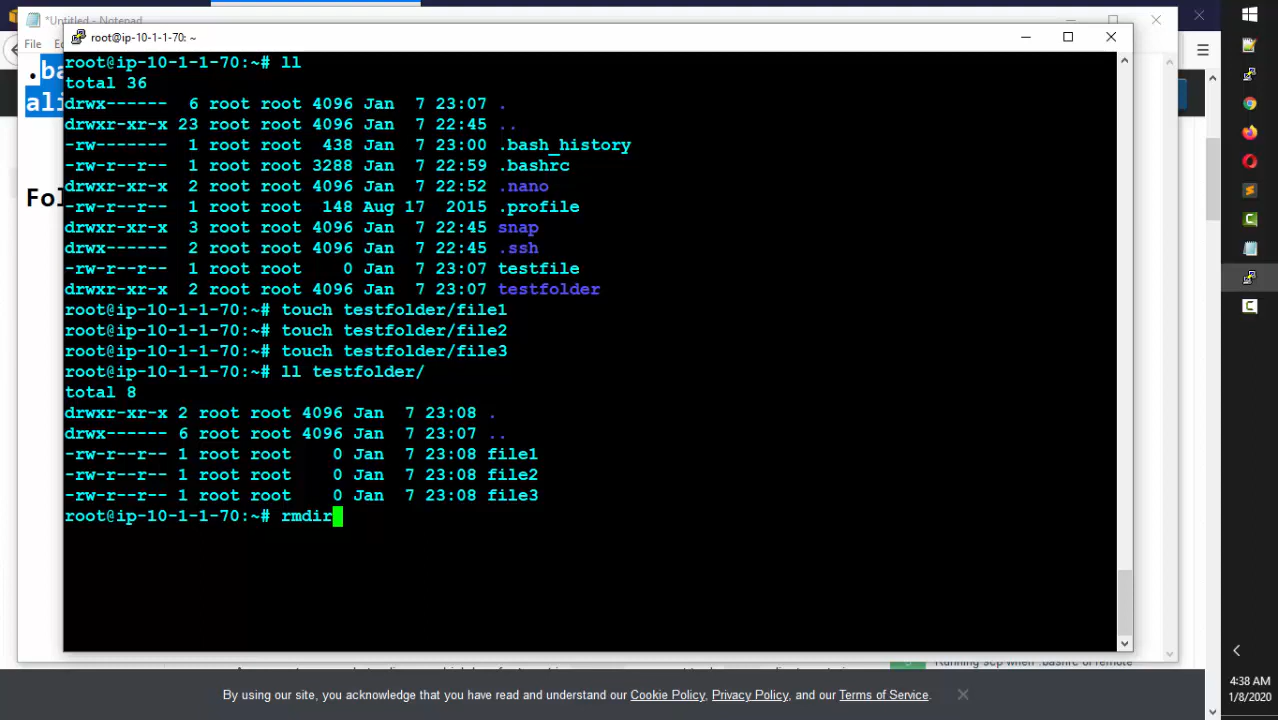 *Untitled - Notepad
File
.ba
ali
Fol
root@ip-10-1-1-70: ~
root@ip-10-1-1-70:~# ll
total 36
drwx------  6 root root 4096 Jan  7 23:07 .
drwxr-xr-x 23 root root 4096 Jan  7 22:45 ..
-rw-------  1 root root  438 Jan  7 23:00 .bash_history
-rw-r--r--  1 root root 3288 Jan  7 22:59 .bashrc
drwxr-xr-x  2 root root 4096 Jan  7 22:52 .nano
-rw-r--r--  1 root root  148 Aug 17  2015 .profile
drwxr-xr-x  3 root root 4096 Jan  7 22:45 snap
drwx------  2 root root 4096 Jan  7 22:45 .ssh
-rw-r--r--  1 root root    0 Jan  7 23:07 testfile
drwxr-xr-x  2 root root 4096 Jan  7 23:07 testfolder
root@ip-10-1-1-70:~# touch testfolder/file1
root@ip-10-1-1-70:~# touch testfolder/file2
root@ip-10-1-1-70:~# touch testfolder/file3
root@ip-10-1-1-70:~# ll testfolder/
total 8
drwxr-xr-x 2 root root 4096 Jan  7 23:08 .
drwx------ 6 root root 4096 Jan  7 23:07 ..
-rw-r--r-- 1 root root    0 Jan  7 23:08 file1
-rw-r--r-- 1 root root    0 Jan  7 23:08 file2
-rw-r--r-- 1 root root    0 Jan  7 23:08 file3
root@ip-10-1-1-70:~# rmdir
Running scp when .bashrc of remote
By using our site, you acknowledge that you have read and understand our Cookie Policy, Privacy Policy, and our Terms of Service.
4:38 AM
1/8/2020